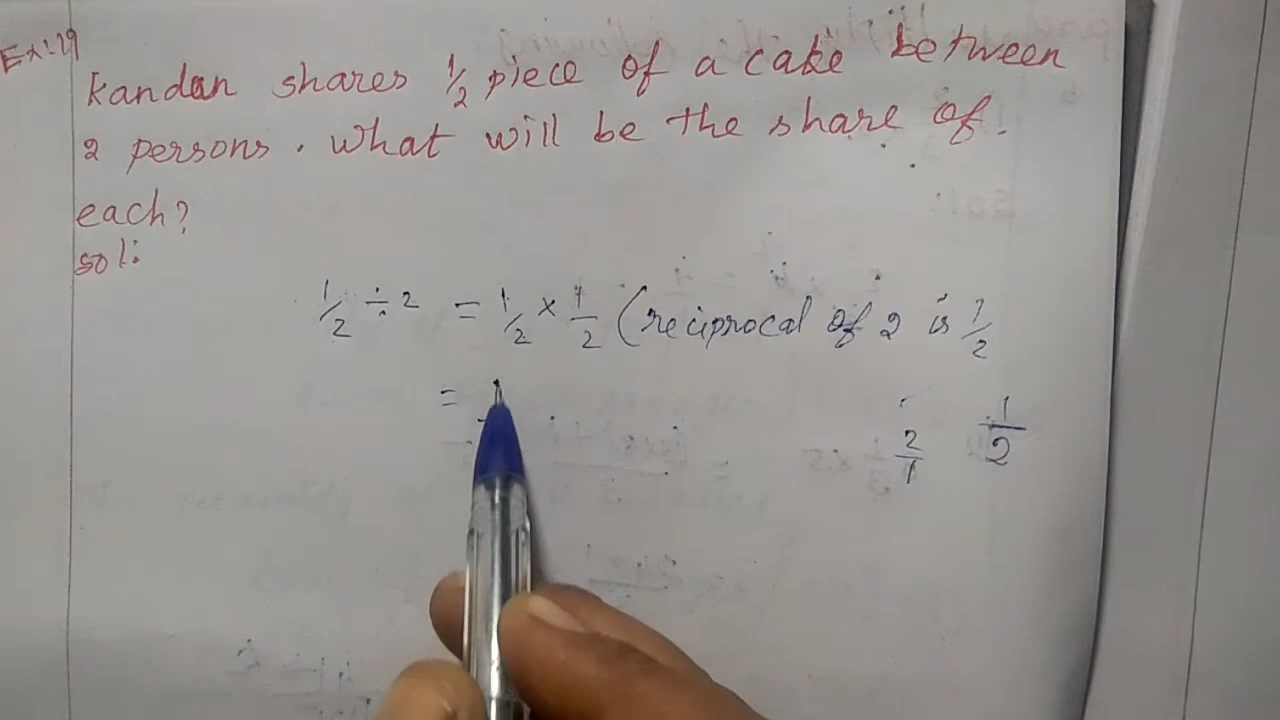 Ex:19
Kandan shares 1/2 piece of a cake between
2 persons. What will be the share of
each?
sol:
1/2 ÷ 2 = 1/2 × 1/2 (reciprocal of 2 is 1/2
= 1
2/1 1/2